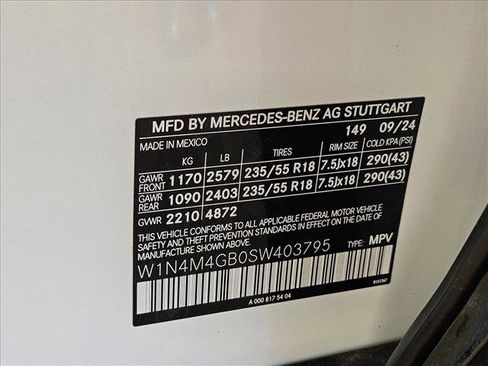 MFD BY MERCEDES-BENZ AG STUTTGART
149 09/24
MADE IN MEXICO
KG LB RIM SIZE COLD KPA(PSI)
GAWR FRONT 1170 2579 235/55 R18 7.5Jx18 290(43)
GAWR REAR 1090 2403 235/55 R18 7.5Jx18 290(43)
GVWR 2210 4872
THIS VEHICLE CONFORMS TO ALL APPLICABLE FEDERAL MOTOR VEHICLE
SAFETY AND THEFT PREVENTION STANDARDS IN EFFECT ON THE DATE OF
MANUFACTURE SHOWN ABOVE.
W1N4M4GB0SW403795 TYPE: MPV
A 000 817 54 04